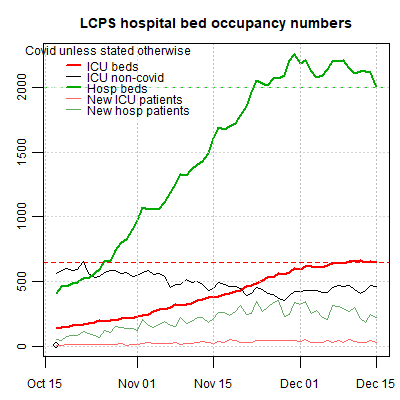 LCPS hospital bed occupancy numbers
Covid unless stated otherwise
ICU beds
ICU non-covid
Hosp beds
New ICU patients
New hosp patients
2000
1500
1000
500
0
Oct 15
Nov 01
Nov 15
Dec 01
Dec 15